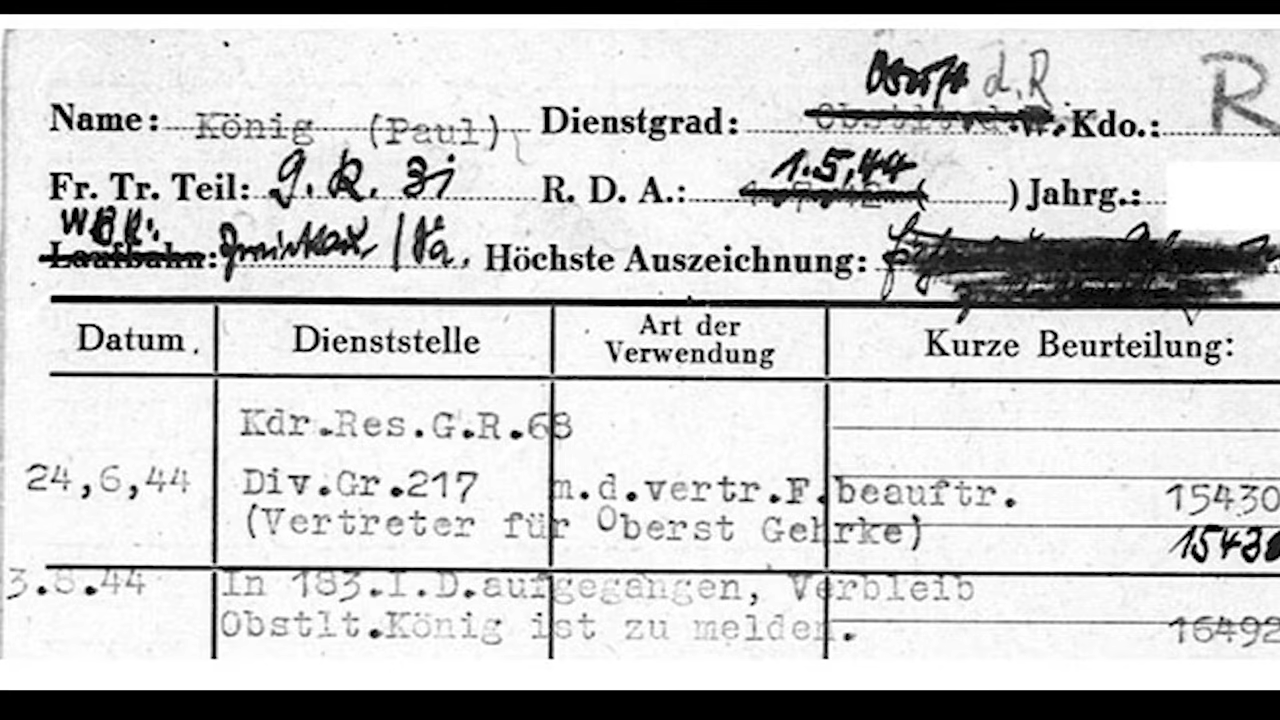 d. R
R
Name: König (Paul) Dienstgrad: Kdo.:
1.5.44
Fr. Tr. Teil: R. D. A.: ) Jahrg.:
W.B.K.
Laufbahn: Höchste Auszeichnung:
Datum. Dienststelle Art der Verwendung Kurze Beurteilung:
Kdr.Res.G.R.68
24,6,44 Div.Gr.217 m.d.vertr.F.beauftr. 15430
(Vertreter für Oberst Gehrke) 15430
3.8.44 In 183.I.D.aufgegangen, Verbleib
Obstlt.König ist zu melden. 16492